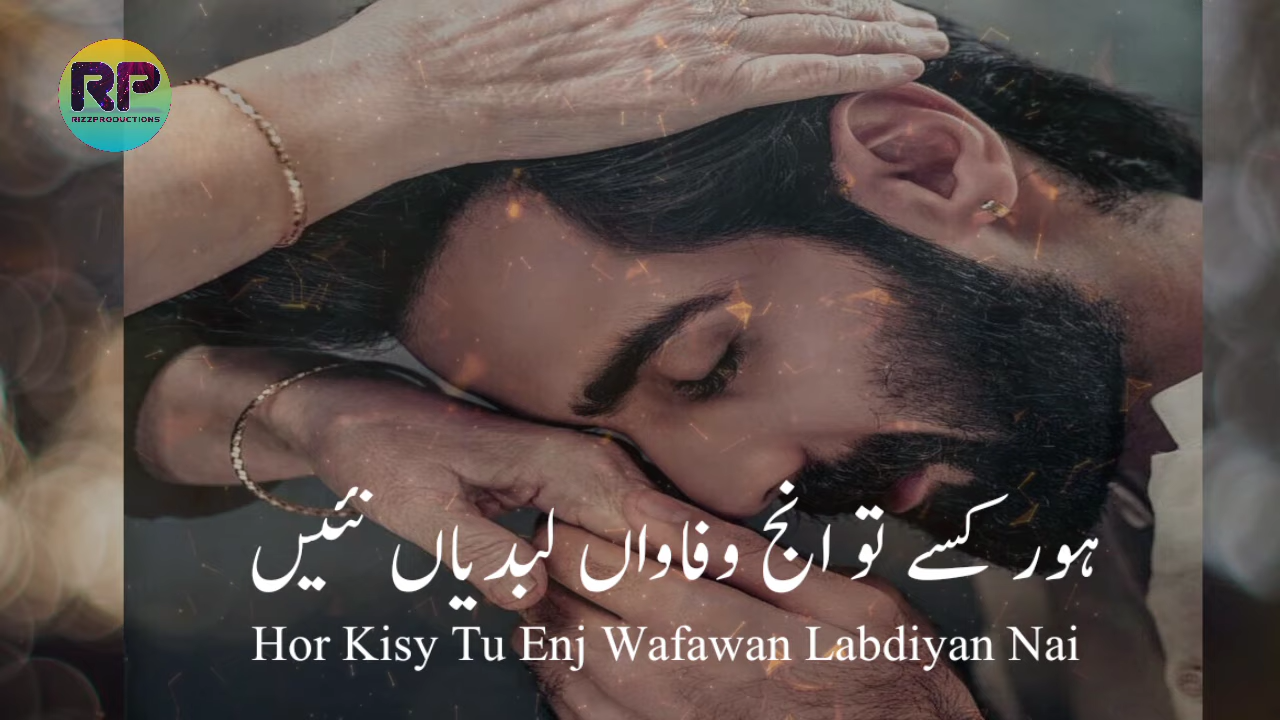 RP
RIZZPRODUCTIONS
ہور کسے تو انج وفاواں لبدیاں نئیں
Hor Kisy Tu Enj Wafawan Labdiyan Nai